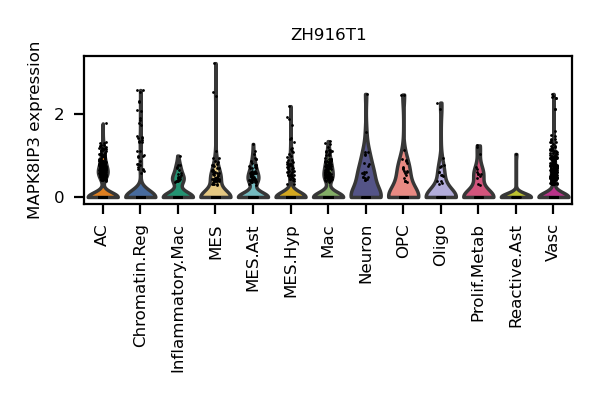 ZH916T1
MAPK8IP3 expression
2
0
AC
Chromatin.Reg
Inflammatory.Mac
MES
MES.Ast
MES.Hyp
Mac
Neuron
OPC
Oligo
Prolif.Metab
Reactive.Ast
Vasc